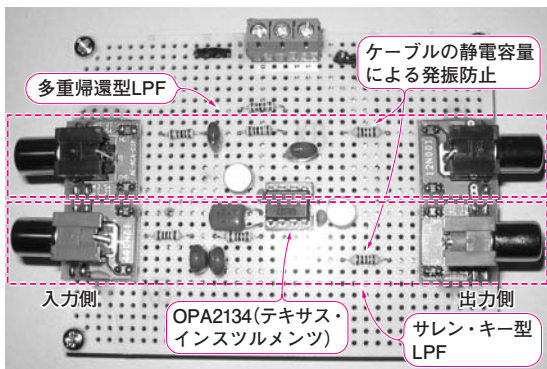 ケーブルの静電容量
による発振防止
多重帰還型LPF
12N001
入力側
出力側
OPA2134(テキサス・
インスツルメンツ)
サレン・キー型
LPF